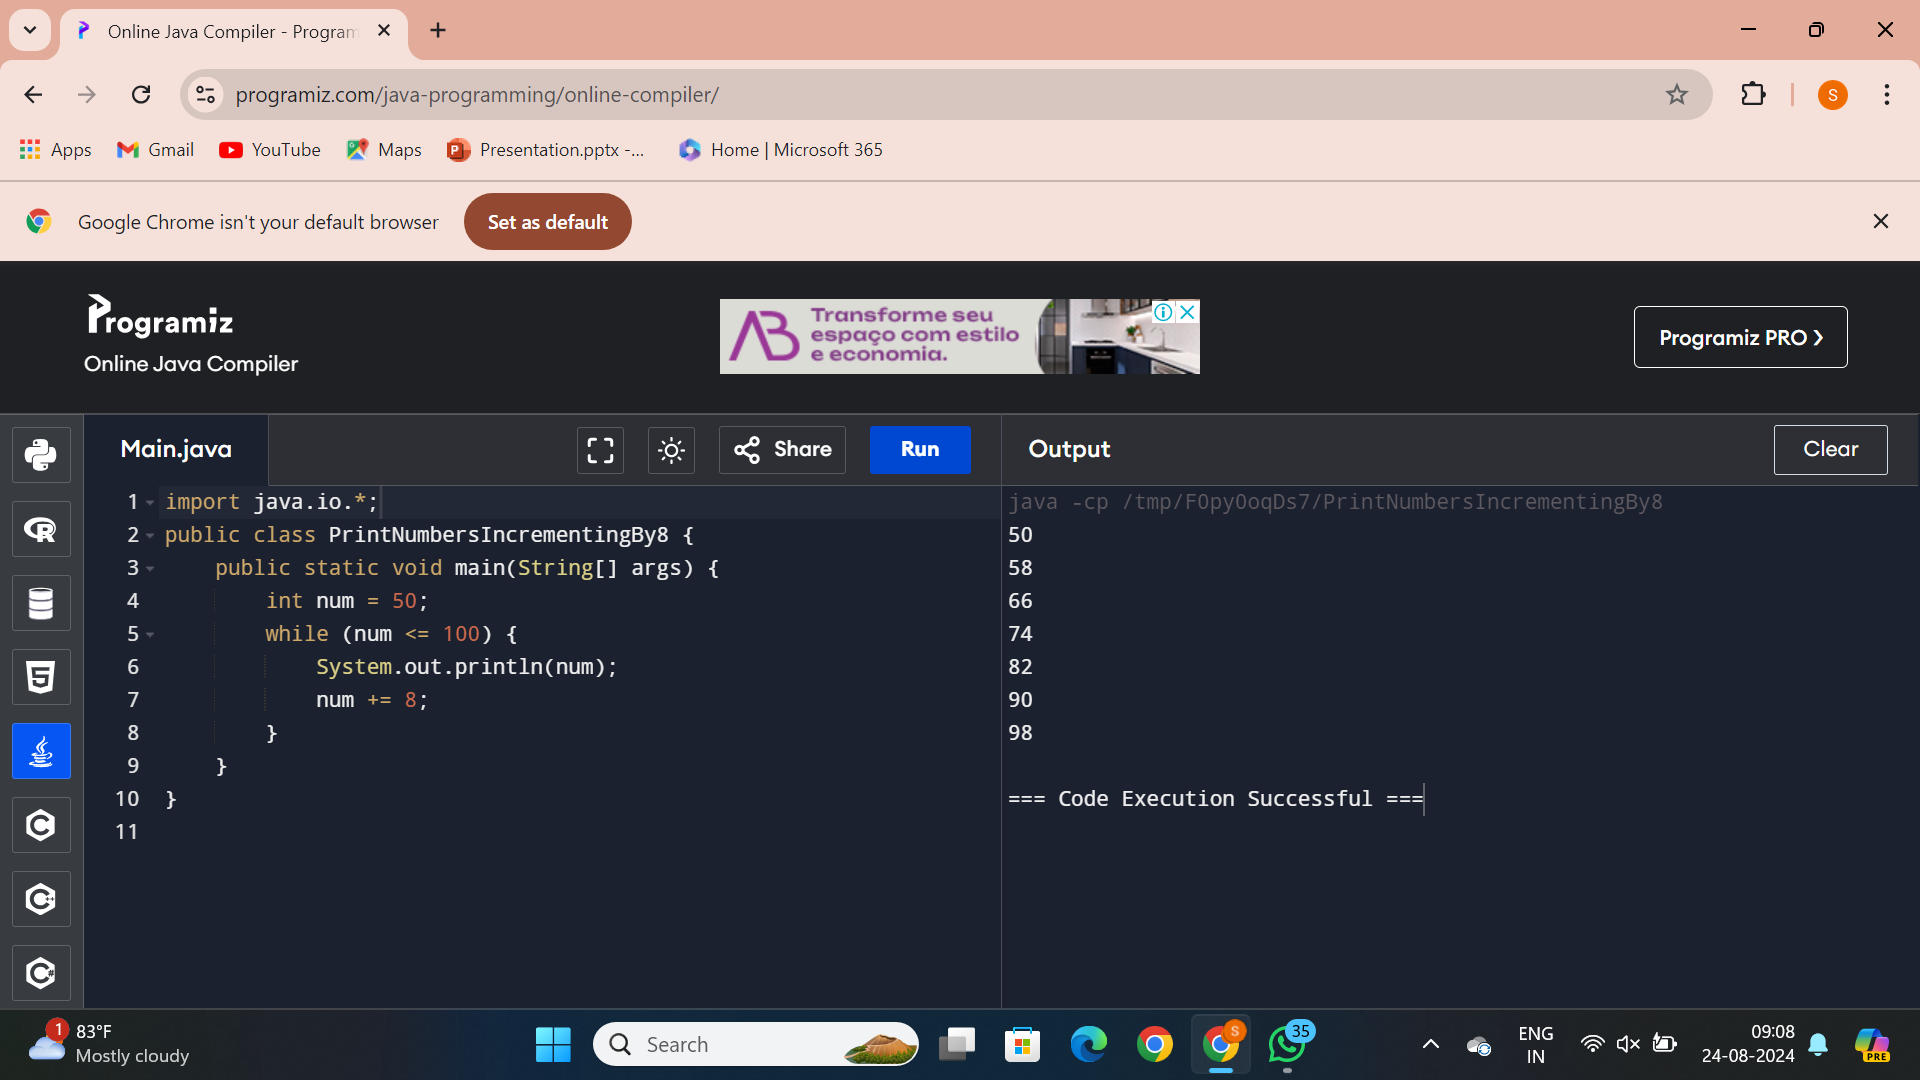 Online Java Compiler - Program
programiz.com/java-programming/online-compiler/
S
Apps
Gmail
YouTube
Maps
Presentation.pptx -...
Home | Microsoft 365
Google Chrome isn't your default browser
Set as default
Programiz
Online Java Compiler
AB
Transforme seu
espaço com estilo
e economia.
Programiz PRO ❯
Main.java
Share
Run
Output
Clear
1 import java.io.*;
2 public class PrintNumbersIncrementingBy8 {
3 public static void main(String[] args) {
4 int num = 50;
5 while (num <= 100) {
6 System.out.println(num);
7 num += 8;
8 }
9 }
10 }
11
java -cp /tmp/F0pyOoqDs7/PrintNumbersIncrementingBy8
50
58
66
74
82
90
98
=== Code Execution Successful ===
1
83°F
Mostly cloudy
Search
S
35
ENG
IN
09:08
24-08-2024
PRE